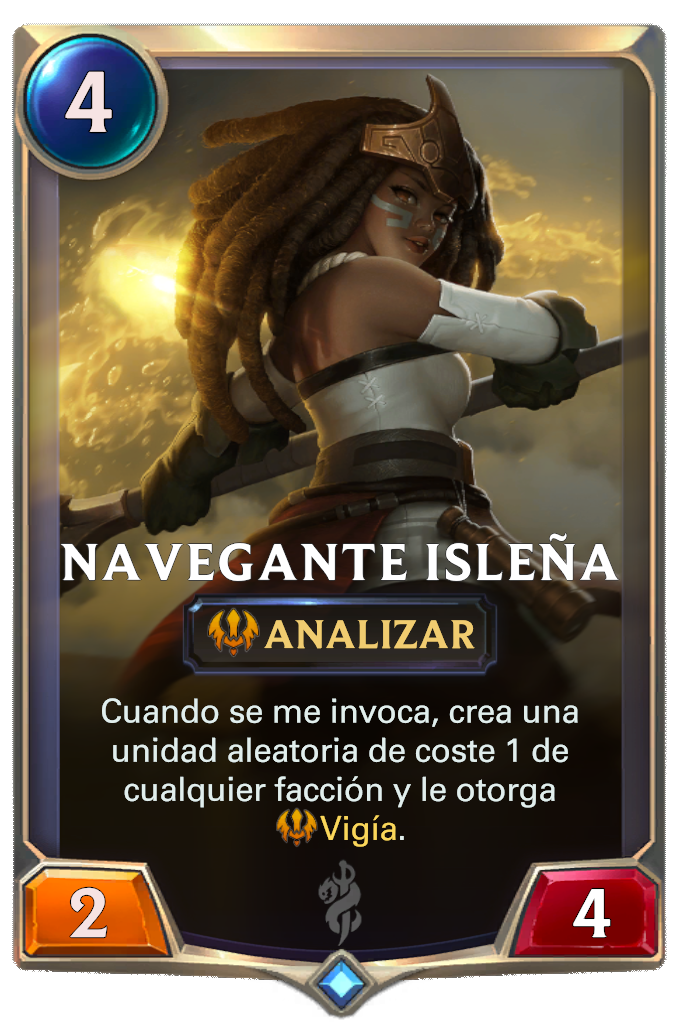 4
NAVEGANTE ISLEÑA
ANALIZAR
Cuando se me invoca, crea una
unidad aleatoria de coste 1 de
cualquier facción y le otorga
Vigía.
2
4